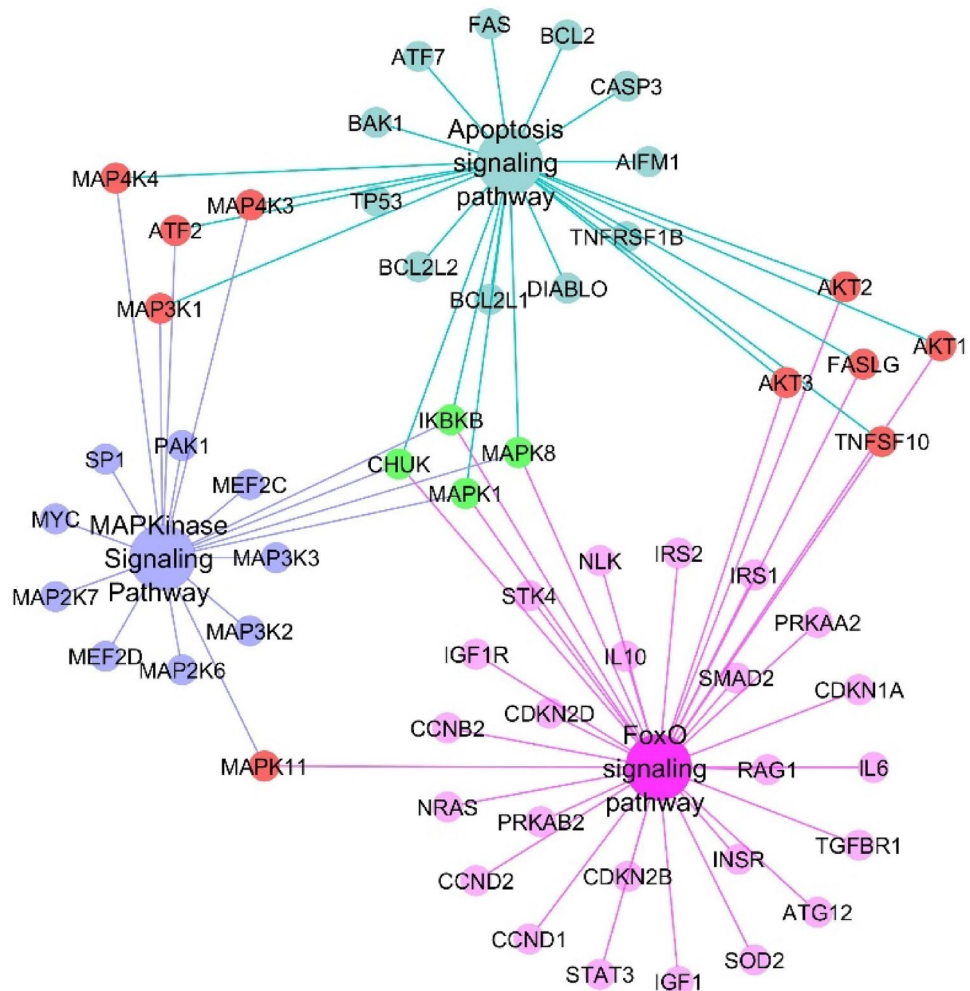 FAS
BCL2
ATF7
CASP3
BAK1
Apoptosis
signaling
pathway
AIFM1
MAP4K4
MAP4K3
TP53
ATF2
TNFRSF1B
BCL2L2
DIABLO
BCL2L1
MAP3K1
AKT2
AKT1
FASLG
AKT3
IKBKB
TNFSF10
PAK1
MAPK8
SP1
CHUK
MEF2C
MAPK1
MYC
MAPKinase
Signaling
Pathway
MAP3K3
NLK
IRS2
IRS1
MAP2K7
STK4
PRKAA2
MAP3K2
MEF2D
MAP2K6
IGF1R
IL10
SMAD2
CDKN1A
CDKN2D
CCNB2
FoxO
signaling
pathway
MAPK11
RAG1
IL6
NRAS
PRKAB2
TGFBR1
INSR
CCND2
CDKN2B
ATG12
CCND1
SOD2
STAT3
IGF1